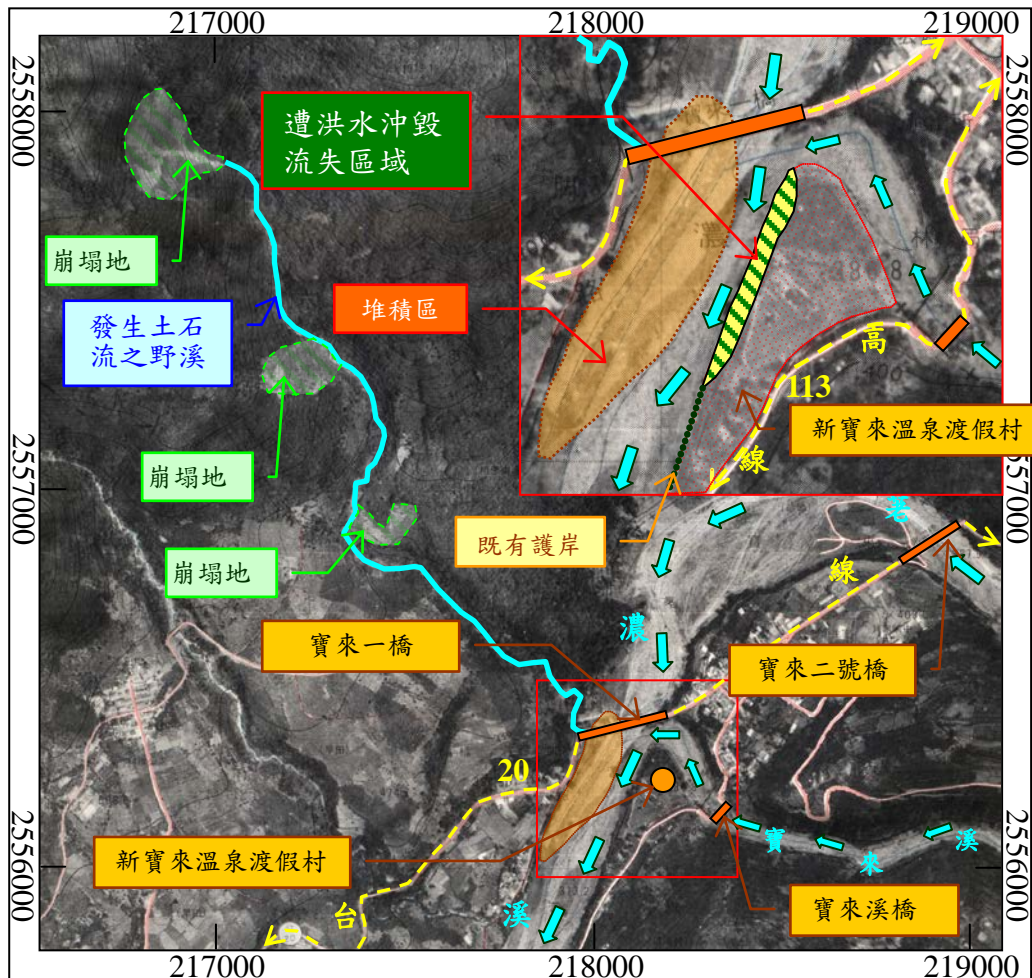 217000
218000
219000
2558000
2558000
遭洪水沖毀
流失區域
崩塌地
濃
林
發生土石
流之野溪
堆積區
高
113
新寶來溫泉渡假村
線
崩塌地
2557000
2557000
既有護岸
荖
崩塌地
線
濃
寶來一橋
寶來二號橋
20
寶
來
溪
新寶來溫泉渡假村
2556000
2556000
台
溪
寶來溪橋
217000
218000
219000